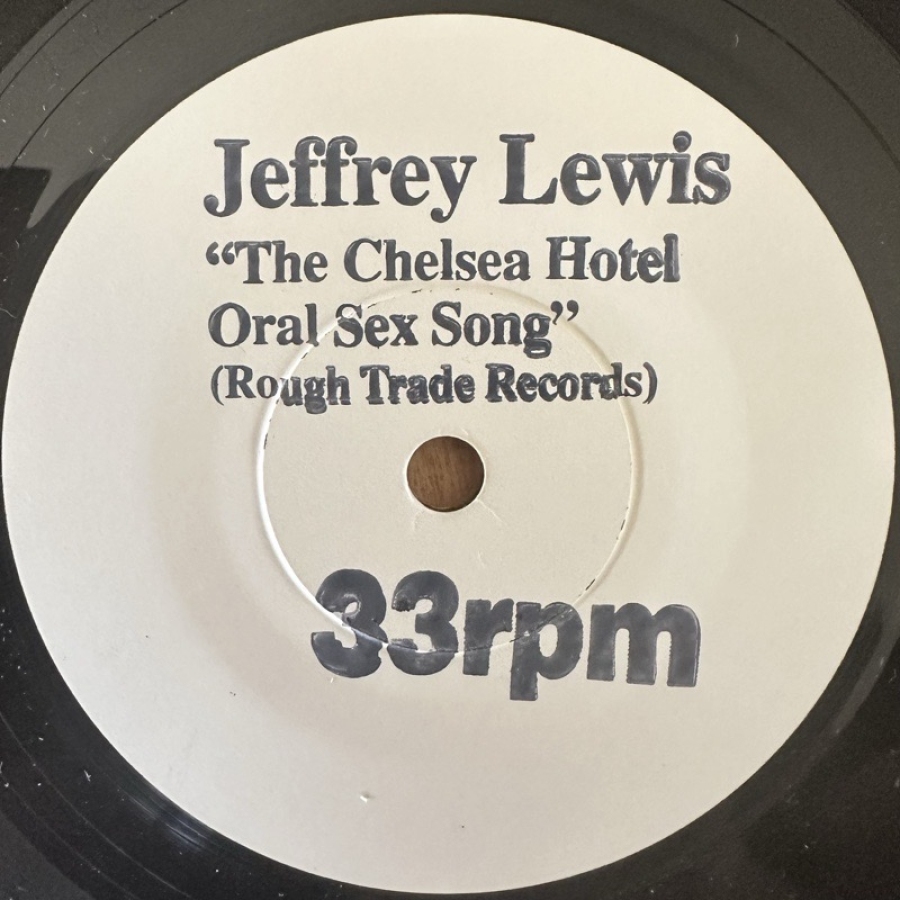 Jeffrey Lewis
“The Chelsea Hotel
Oral Sex Song”
(Rough Trade Records)
33rpm